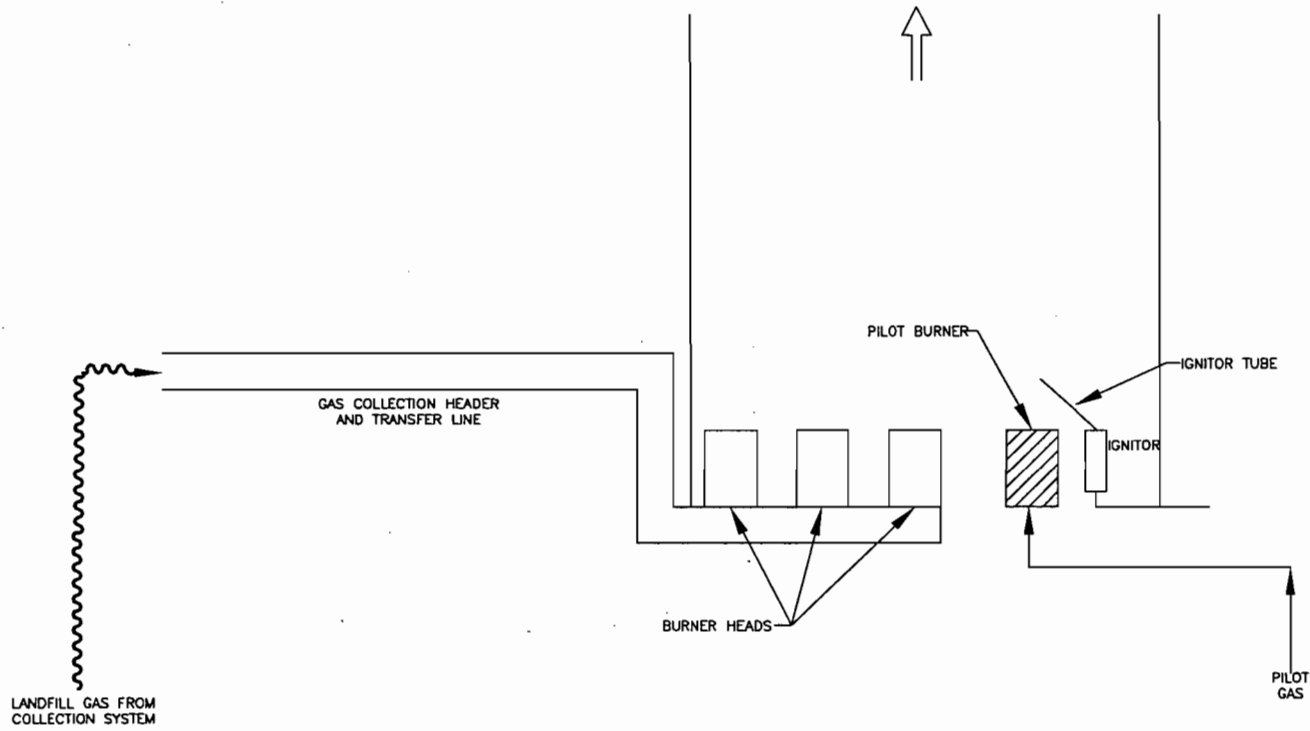 PILOT BURNER
IGNITOR TUBE
GAS COLLECTION HEADER
AND TRANSFER LINE
IGNITOR
BURNER HEADS
PILOT
GAS
LANDFILL GAS FROM
COLLECTION SYSTEM